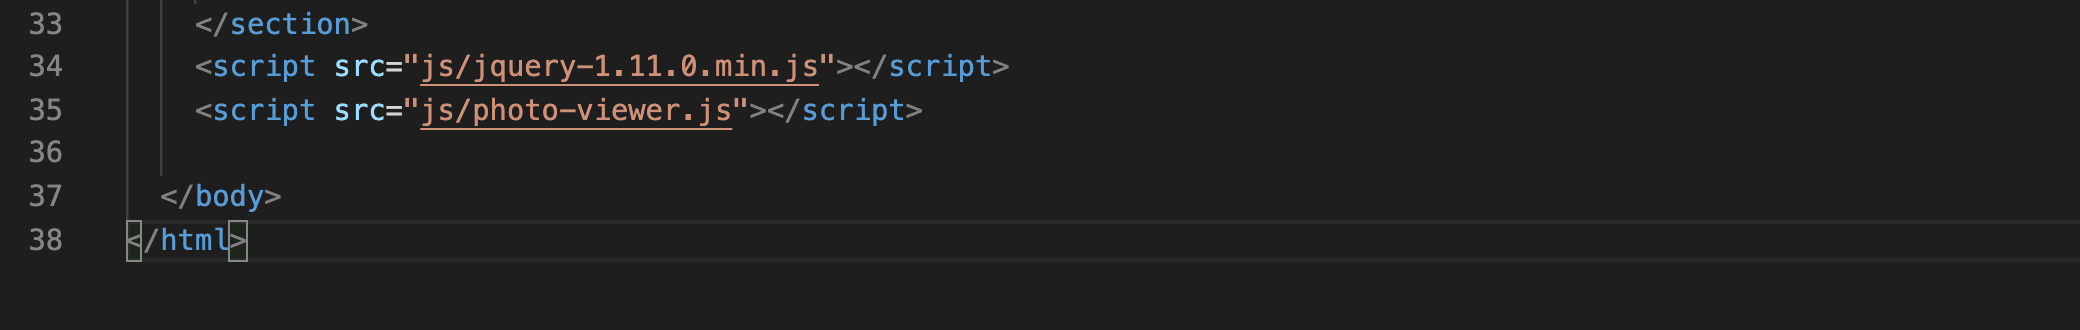 33 </section>
34 <script src="js/jquery-1.11.0.min.js"></script>
35 <script src="js/photo-viewer.js"></script>
36
37 </body>
38 </html>